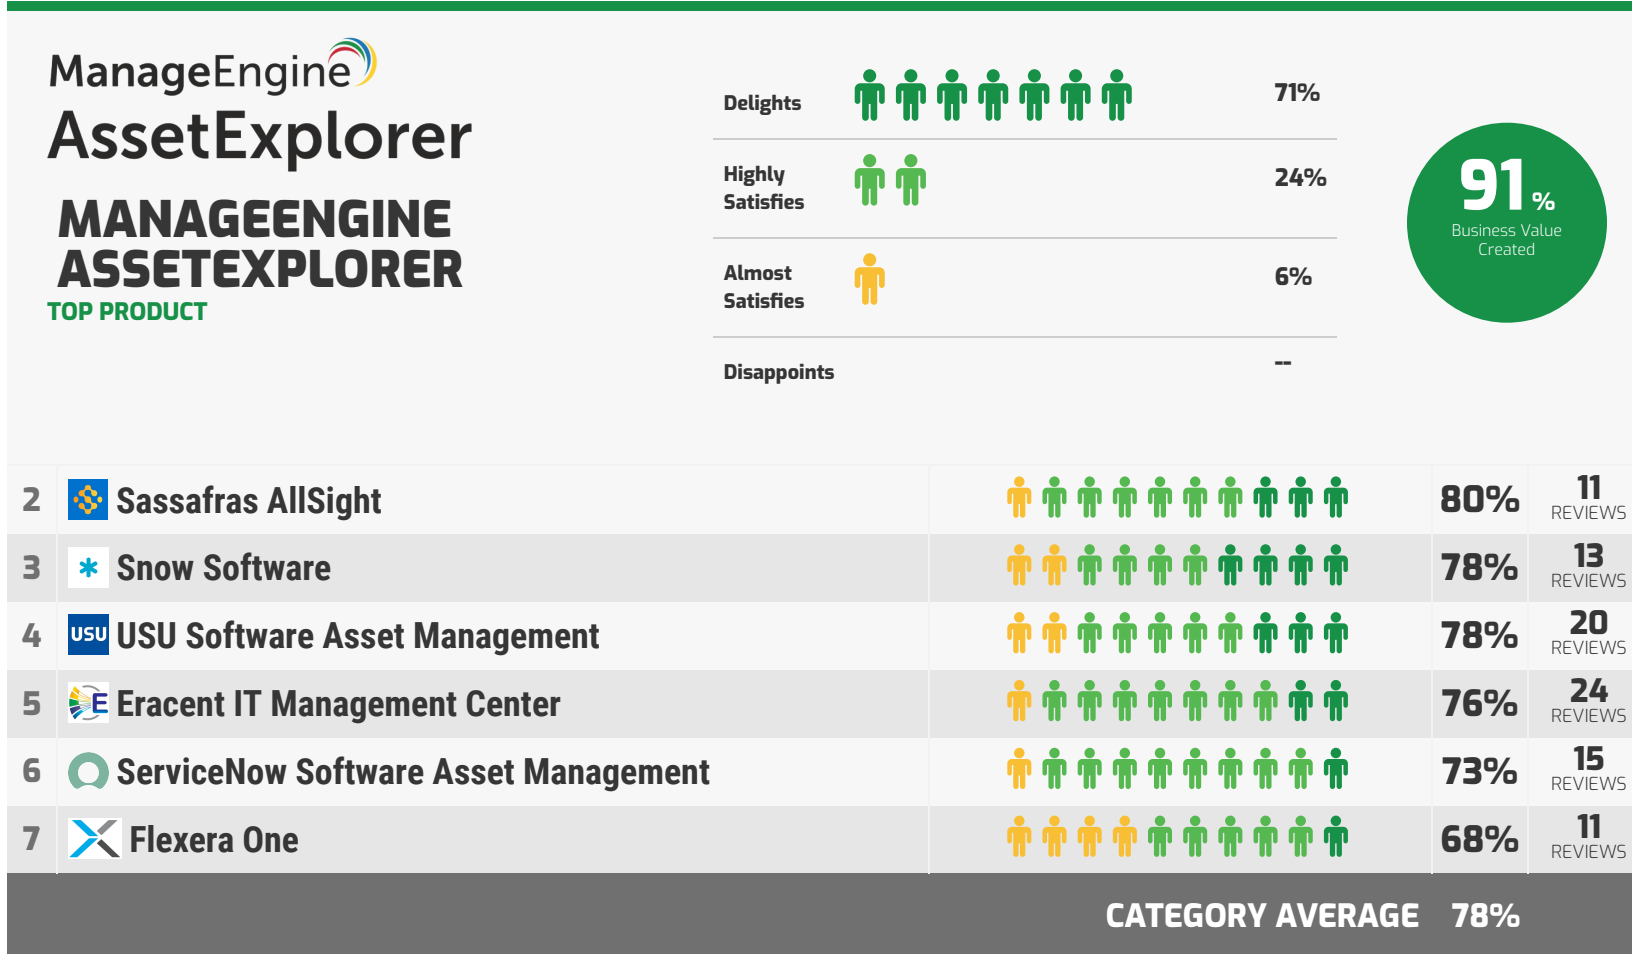 ManageEngine
AssetExplorer
MANAGEENGINE
ASSETEXPLORER
TOP PRODUCT
Delights 71%
Highly
Satisfies 24%
Almost
Satisfies 6%
Disappoints --
91%
Business Value
Created
2 Sassafras AllSight 80% 11
REVIEWS
3 Snow Software 78% 13
REVIEWS
4 USU USU Software Asset Management 78% 20
REVIEWS
5 E Eracent IT Management Center 76% 24
REVIEWS
6 ServiceNow Software Asset Management 73% 15
REVIEWS
7 Flexera One 68% 11
REVIEWS
CATEGORY AVERAGE 78%